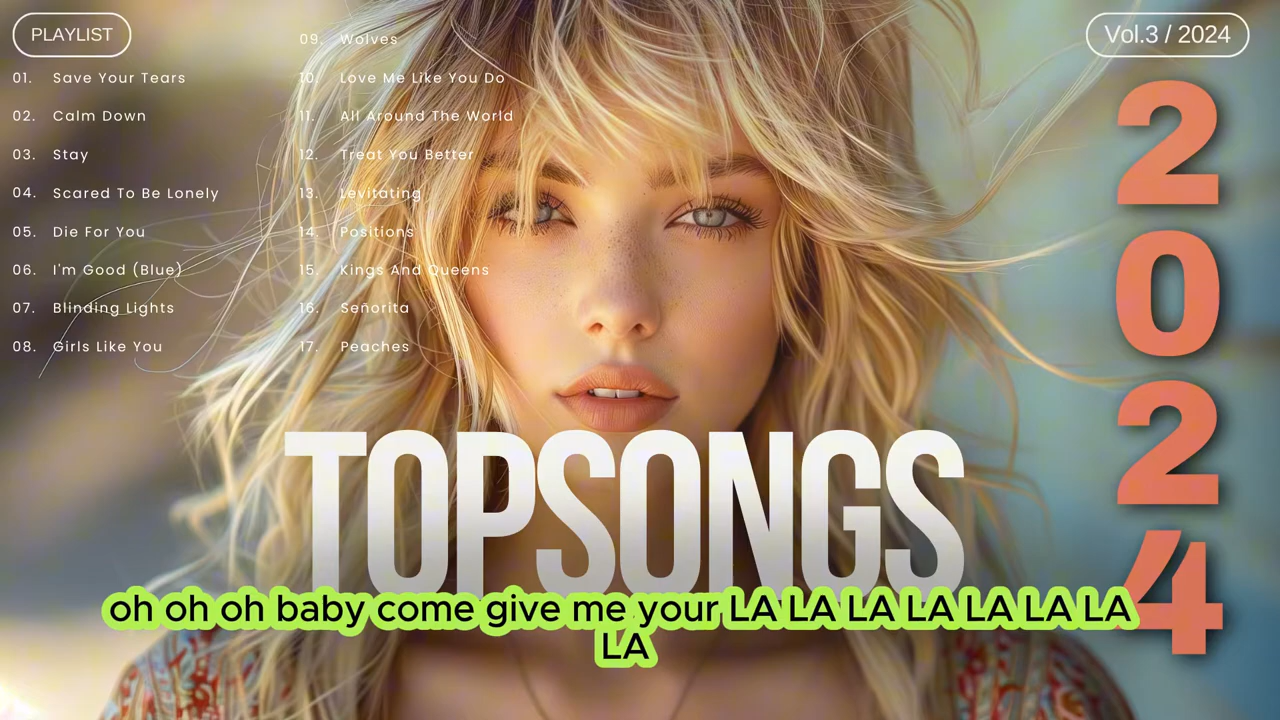 PLAYLIST
01. Save Your Tears
02. Calm Down
03. Stay
04. Scared To Be Lonely
05. Die For You
06. I'm Good (Blue)
07. Blinding Lights
08. Girls Like You
09. Wolves
10. Love Me Like You Do
11. All Around The World
12. Treat You Better
13. Levitating
14. Positions
15. Kings And Queens
16. Señorita
17. Peaches
Vol.3 / 2024
2024
TOPSONGS
oh oh oh baby come give me your LA LA LA LA LA LA LA
LA